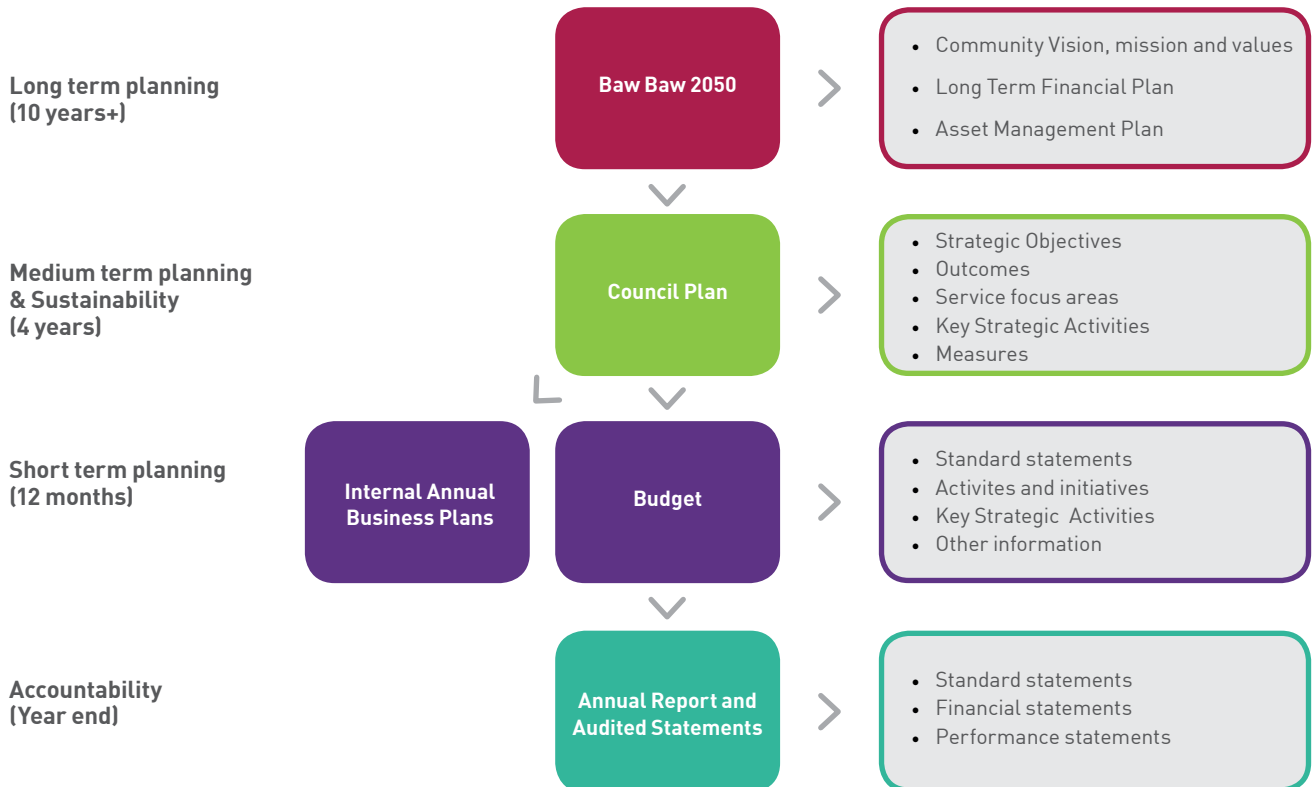 Long term planning
(10 years+)
Baw Baw 2050
• Community Vision, mission and values
• Long Term Financial Plan
• Asset Management Plan
Medium term planning
& Sustainability
(4 years)
Council Plan
• Strategic Objectives
• Outcomes
• Service focus areas
• Key Strategic Activities
• Measures
Short term planning
(12 months)
Internal Annual
Business Plans
Budget
• Standard statements
• Activites and initiatives
• Key Strategic Activities
• Other information
Accountability
(Year end)
Annual Report and
Audited Statements
• Standard statements
• Financial statements
• Performance statements